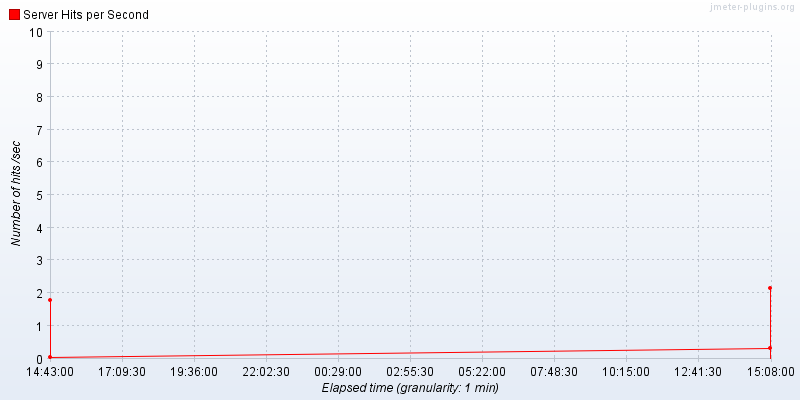 jmeter-plugins.org
Server Hits per Second
10
9
8
7
6
5
4
3
2
1
0
Number of hits /sec
14:43:00 17:09:30 19:36:00 22:02:30 00:29:00 02:55:30 05:22:00 07:48:30 10:15:00 12:41:30 15:08:00
Elapsed time (granularity: 1 min)